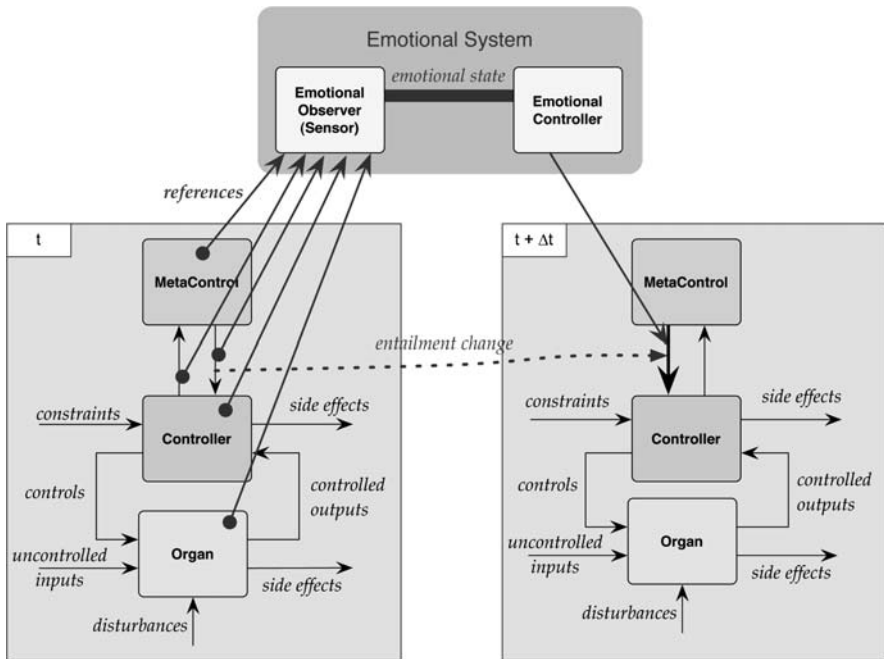 Emotional System
Emotional
Observer
(Sensor)
emotional state
Emotional
Controller
references
t
MetaControl
constraints
Controller
side effects
controls
controlled
outputs
uncontrolled
inputs
Organ
side effects
disturbances
entailment change
t + Δt
MetaControl
constraints
Controller
side effects
controls
controlled
outputs
uncontrolled
inputs
Organ
side effects
disturbances